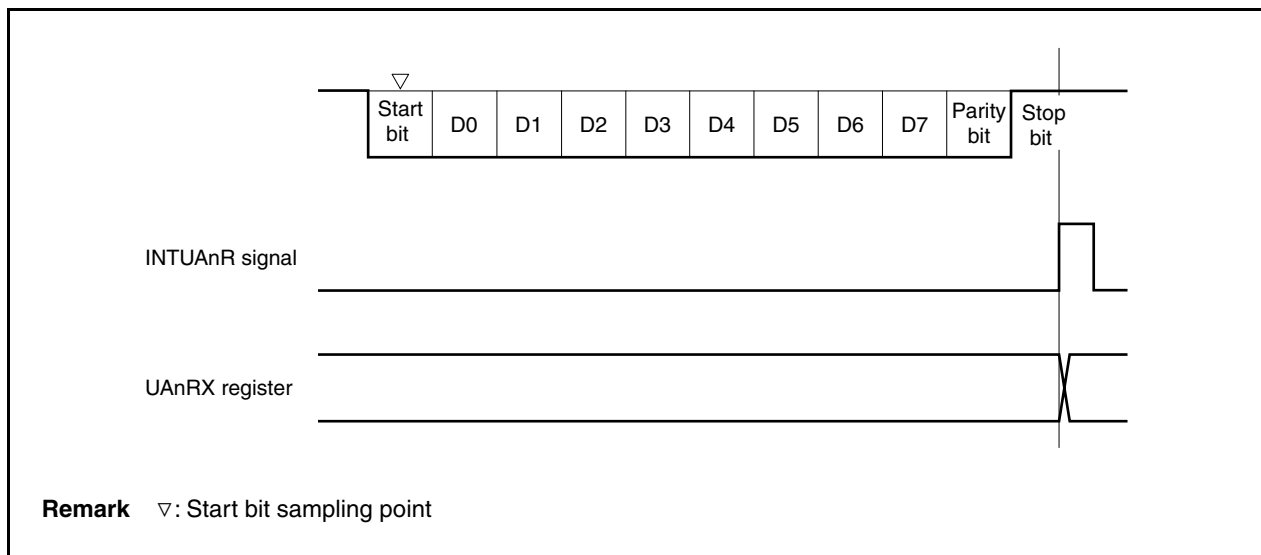 ▽
Start bit D0 D1 D2 D3 D4 D5 D6 D7 Parity bit Stop bit
INTUAnR signal
UAnRX register
Remark ▽: Start bit sampling point